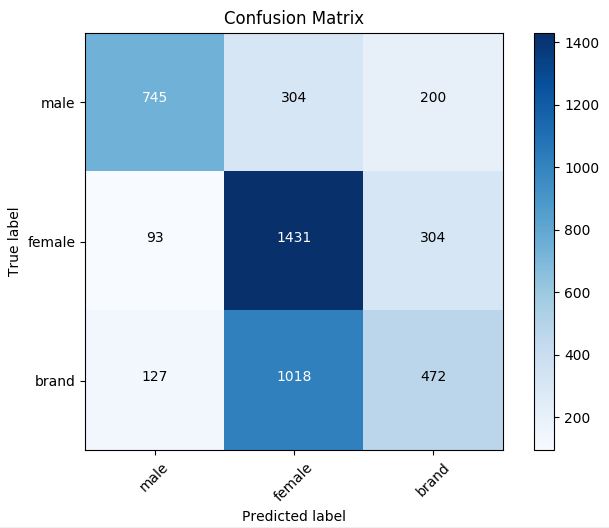 Confusion Matrix
True label
male 745 304 200
female 93 1431 304
brand 127 1018 472
male female brand
Predicted label
1400
1200
1000
800
600
400
200